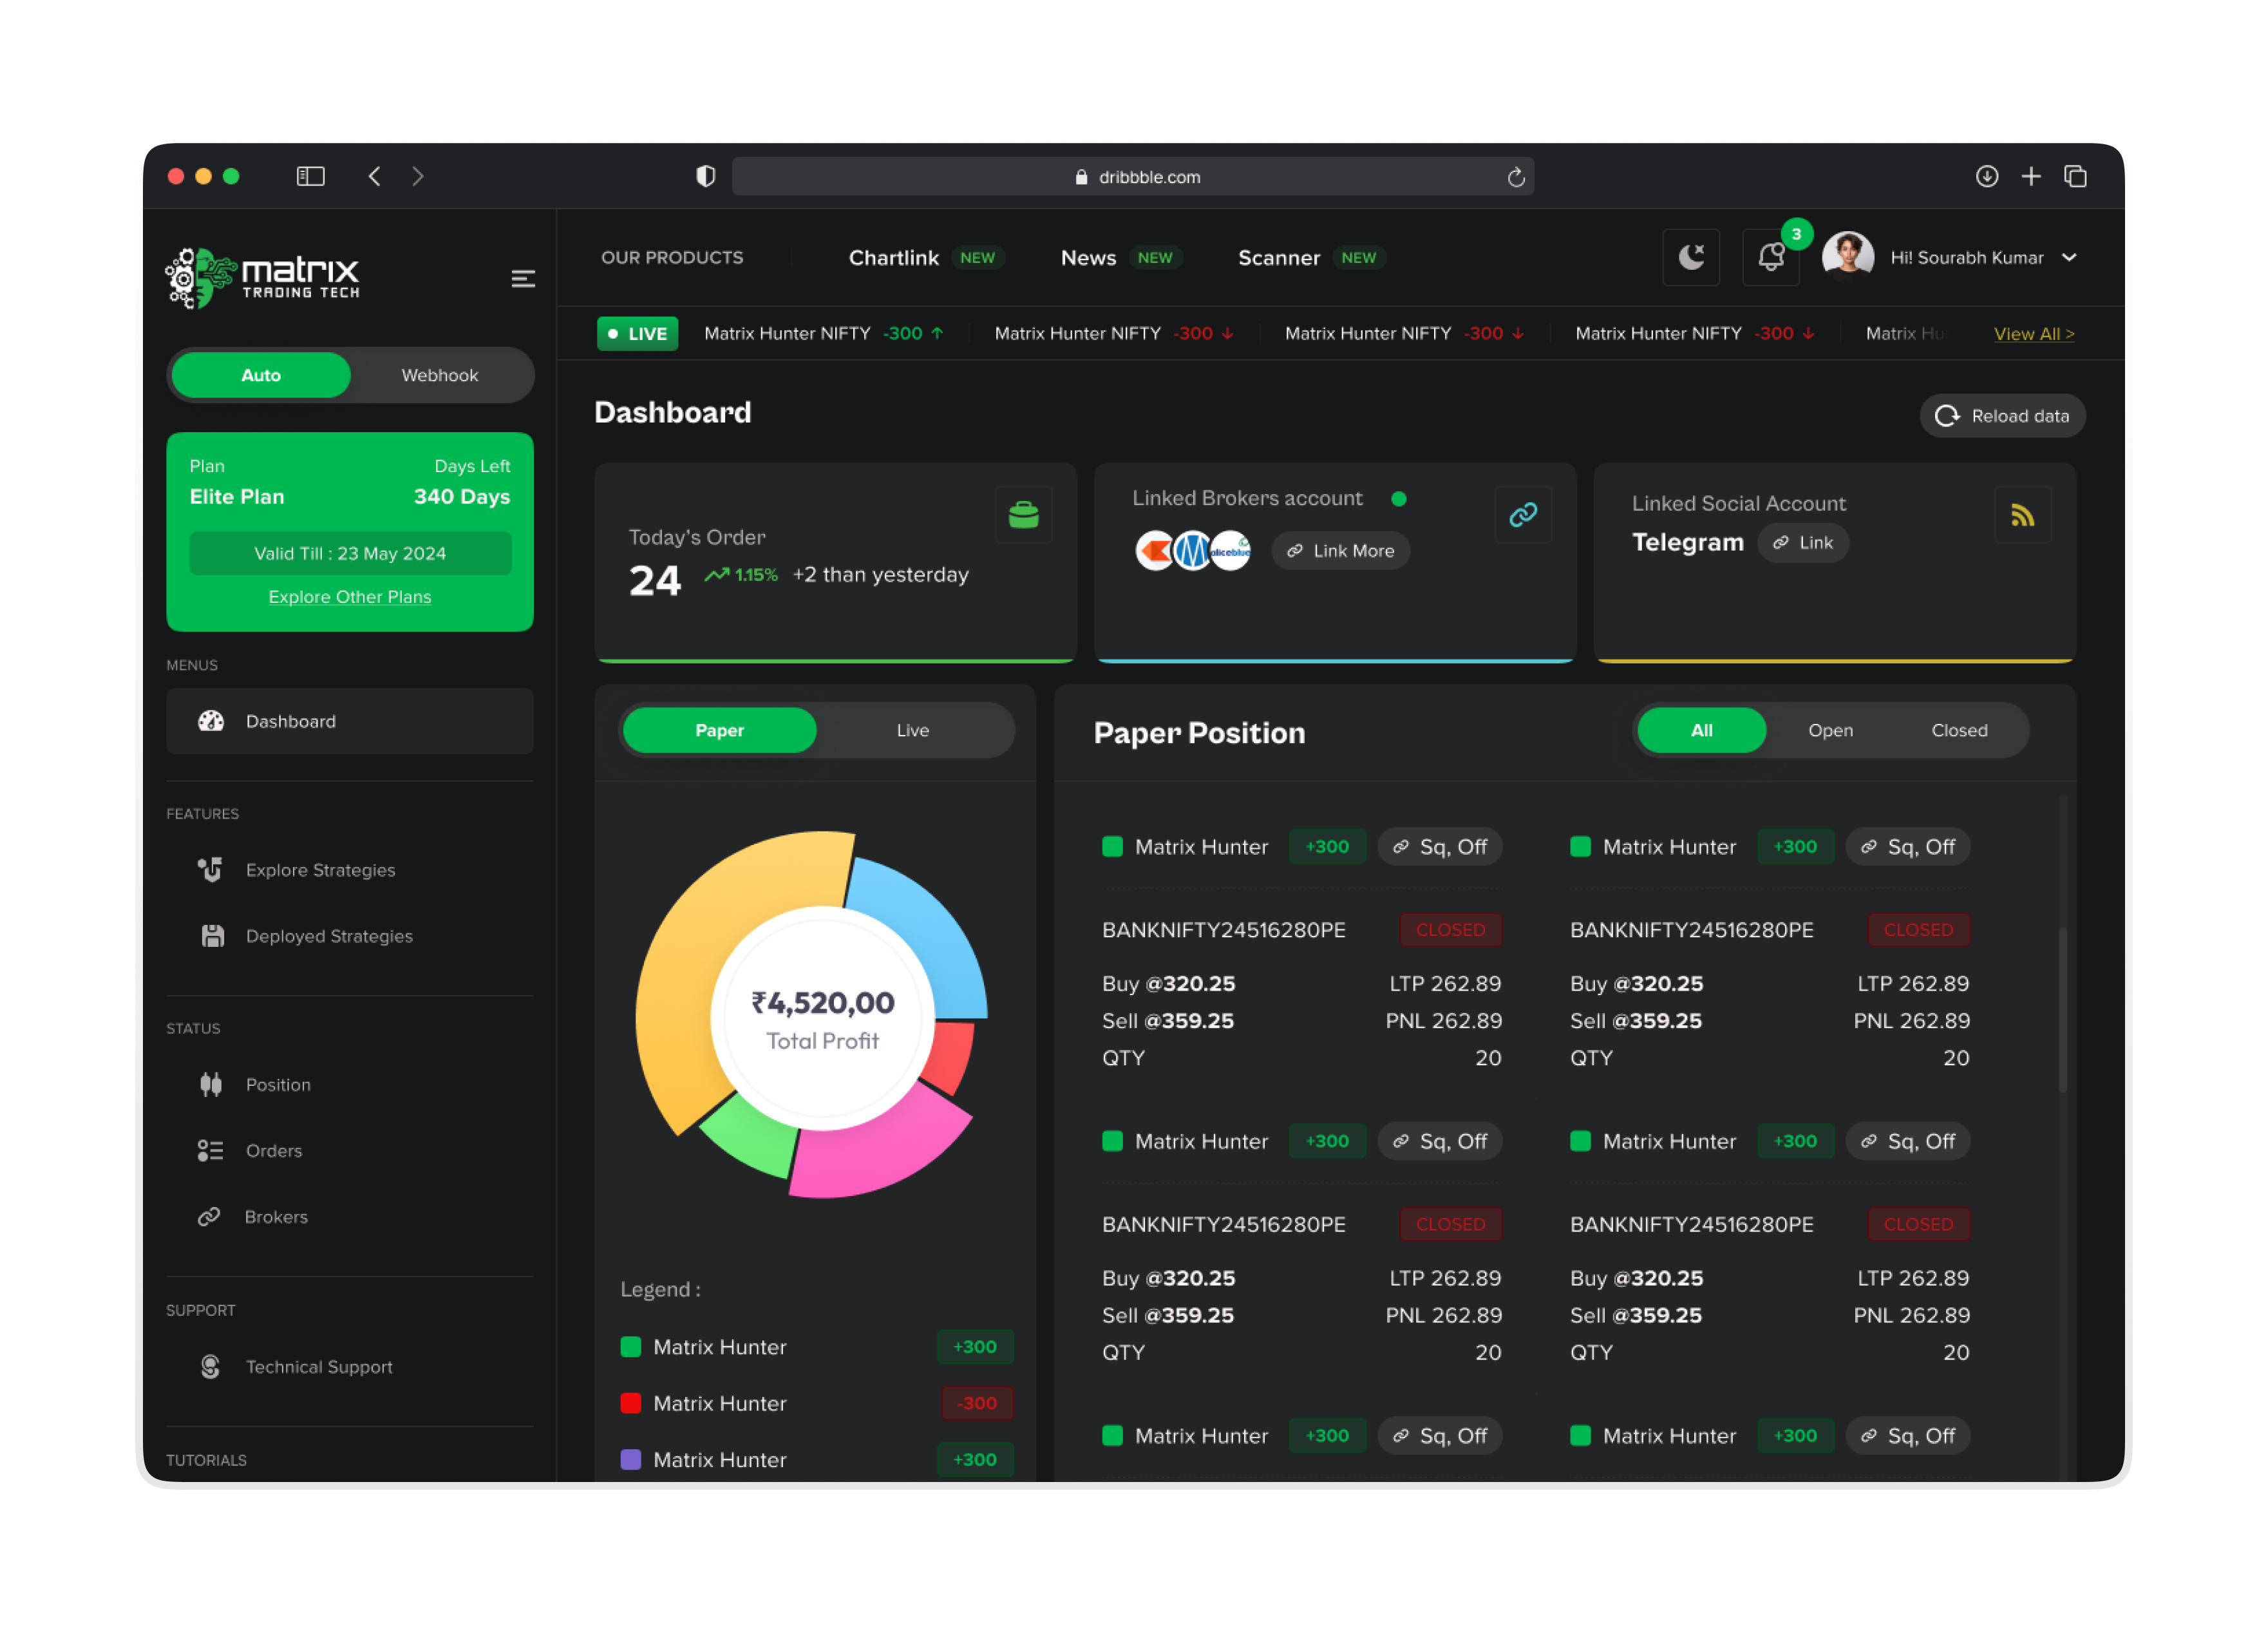 dribbble.com
matrix
TRADING TECH
OUR PRODUCTS
Chartlink NEW
News NEW
Scanner NEW
3
Hi! Sourabh Kumar
LIVE
Matrix Hunter NIFTY -300
Matrix Hunter NIFTY -300
Matrix Hunter NIFTY -300
Matrix Hunter NIFTY -300
Matrix Hu
View All >
Auto
Webhook
Plan
Days Left
Elite Plan
340 Days
Valid Till : 23 May 2024
Explore Other Plans
MENUS
Dashboard
FEATURES
Explore Strategies
Deployed Strategies
STATUS
Position
Orders
Brokers
SUPPORT
Technical Support
TUTORIALS
Dashboard
Reload data
Today's Order
24 1.15% +2 than yesterday
Linked Brokers account
aliceblue
Link More
Linked Social Account
Telegram Link
Paper
Live
₹4,520,00
Total Profit
Legend :
Matrix Hunter +300
Matrix Hunter -300
Matrix Hunter +300
Paper Position
All
Open
Closed
Matrix Hunter +300 Sq, Off
BANKNIFTY24516280PE CLOSED
Buy @320.25 LTP 262.89
Sell @359.25 PNL 262.89
QTY 20
Matrix Hunter +300 Sq, Off
BANKNIFTY24516280PE CLOSED
Buy @320.25 LTP 262.89
Sell @359.25 PNL 262.89
QTY 20
Matrix Hunter +300 Sq, Off
BANKNIFTY24516280PE CLOSED
Buy @320.25 LTP 262.89
Sell @359.25 PNL 262.89
QTY 20
Matrix Hunter +300 Sq, Off
BANKNIFTY24516280PE CLOSED
Buy @320.25 LTP 262.89
Sell @359.25 PNL 262.89
QTY 20
Matrix Hunter +300 Sq, Off
Matrix Hunter +300 Sq, Off